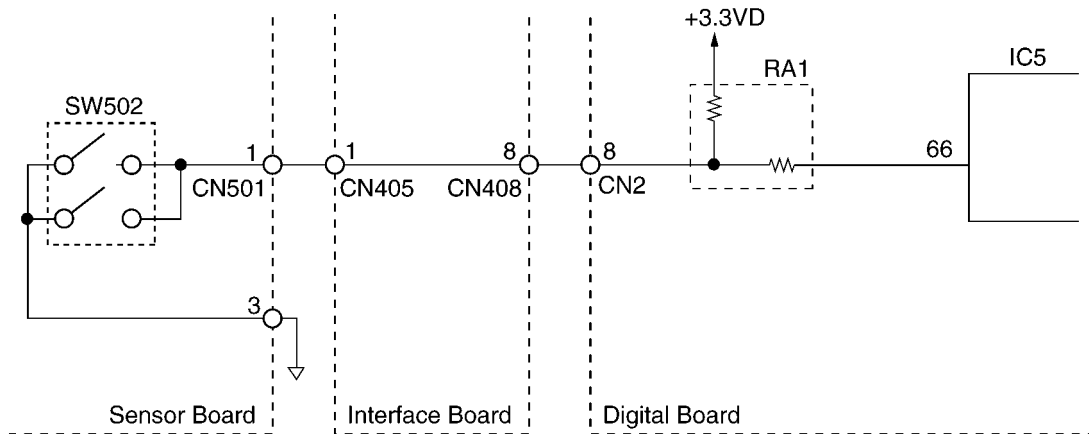 +3.3VD
RA1
IC5
SW502
1
CN501
1
CN405
8
CN408
8
CN2
66
3
Sensor Board
Interface Board
Digital Board